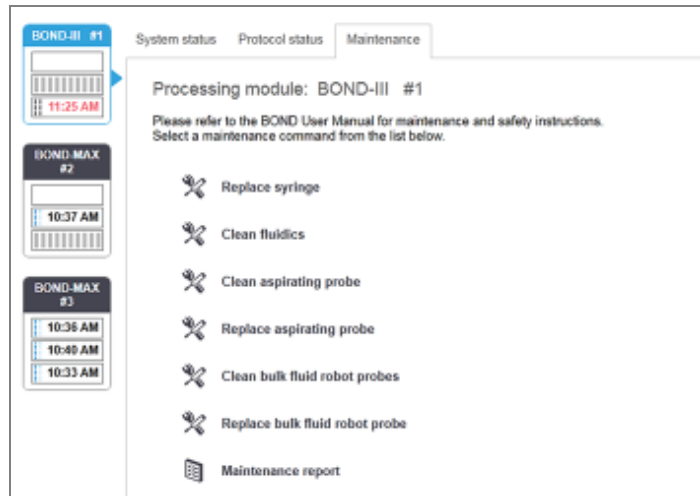 BOND-III #1
11:25 AM
BOND-MAX
#2
10:37 AM
BOND-MAX
#3
10:36 AM
10:40 AM
10:33 AM
System status Protocol status Maintenance
Processing module: BOND-III #1
Please refer to the BOND User Manual for maintenance and safety instructions.
Select a maintenance command from the list below.
Replace syringe
Clean fluidics
Clean aspirating probe
Replace aspirating probe
Clean bulk fluid robot probes
Replace bulk fluid robot probe
Maintenance report